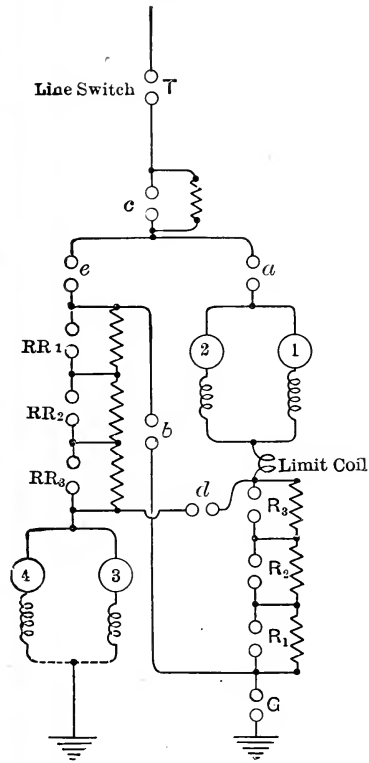 Line Switch T
c
e
a
RR1
2
1
RR2
b
Limit Coil
RR3
d
R3
4
3
R2
R1
G